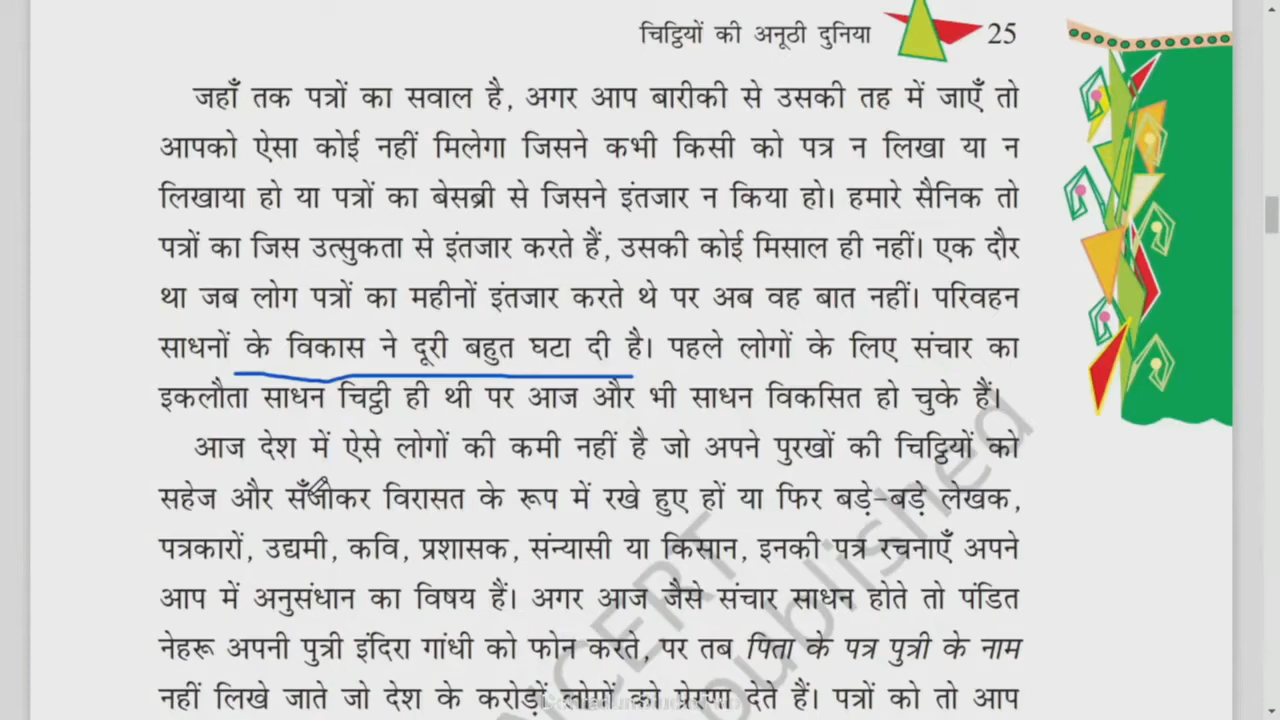 चिट्ठियों की अनूठी दुनिया 25
जहाँ तक पत्रों का सवाल है, अगर आप बारीकी से उसकी तह में जाएँ तो
आपको ऐसा कोई नहीं मिलेगा जिसने कभी किसी को पत्र न लिखा या न
लिखाया हो या पत्रों का बेसब्री से जिसने इंतजार न किया हो। हमारे सैनिक तो
पत्रों का जिस उत्सुकता से इंतजार करते हैं, उसकी कोई मिसाल ही नहीं। एक दौर
था जब लोग पत्रों का महीनों इंतजार करते थे पर अब वह बात नहीं। परिवहन
साधनों के विकास ने दूरी बहुत घटा दी है। पहले लोगों के लिए संचार का
इकलौता साधन चिट्ठी ही थी पर आज और भी साधन विकसित हो चुके हैं।
आज देश में ऐसे लोगों की कमी नहीं है जो अपने पुरखों की चिट्ठियों को
सहेज और सँजोकर विरासत के रूप में रखे हुए हों या फिर बड़े-बड़े लेखक,
पत्रकारों, उद्यमी, कवि, प्रशासक, संन्यासी या किसान, इनकी पत्र रचनाएँ अपने
आप में अनुसंधान का विषय हैं। अगर आज जैसे संचार साधन होते तो पंडित
नेहरू अपनी पुत्री इंदिरा गांधी को फोन करते, पर तब पिता के पत्र पुत्री के नाम
नहीं लिखे जाते जो देश के करोड़ों लोगों को प्रेरणा देते हैं। पत्रों को तो आप
NCERT
published